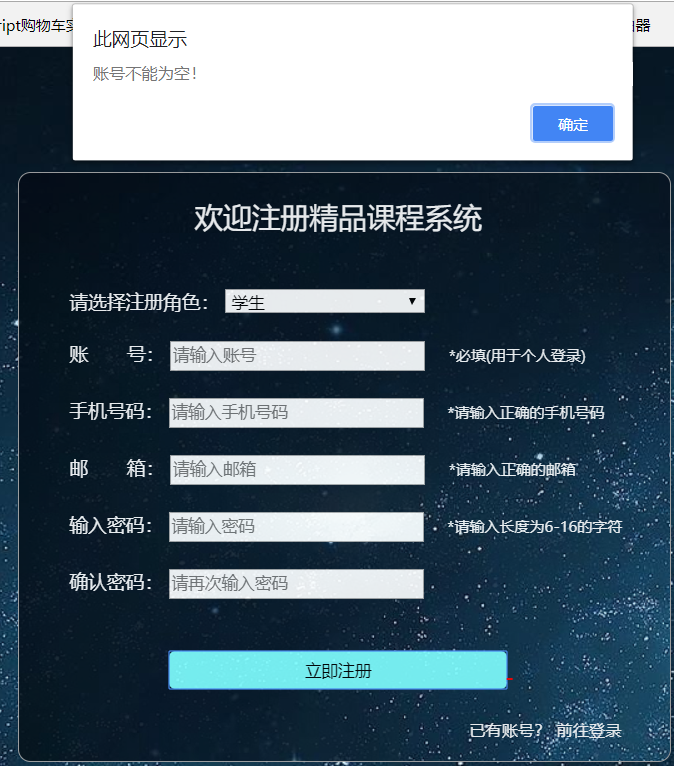 ript购物车实
此网页显示
账号不能为空!
确定
欢迎注册精品课程系统
请选择注册角色: 学生
账 号: 请输入账号 *必填(用于个人登录)
手机号码: 请输入手机号码 *请输入正确的手机号码
邮 箱: 请输入邮箱 *请输入正确的邮箱
输入密码: 请输入密码 *请输入长度为6-16的字符
确认密码: 请再次输入密码
立即注册
已有账号? 前往登录